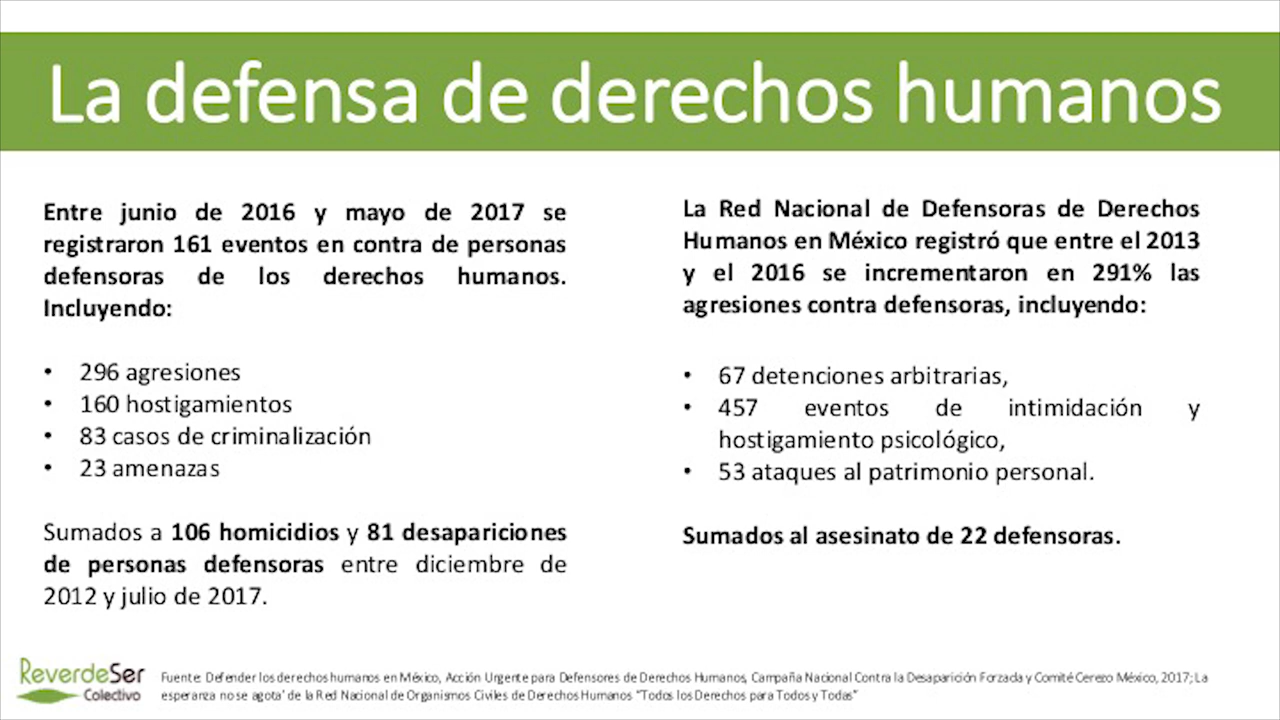 La defensa de derechos humanos
Entre junio de 2016 y mayo de 2017 se
registraron 161 eventos en contra de personas
defensoras de los derechos humanos.
Incluyendo:
• 296 agresiones
• 160 hostigamientos
• 83 casos de criminalización
• 23 amenazas
Sumados a 106 homicidios y 81 desapariciones
de personas defensoras entre diciembre de
2012 y julio de 2017.
La Red Nacional de Defensoras de Derechos
Humanos en México registró que entre el 2013
y el 2016 se incrementaron en 291% las
agresiones contra defensoras, incluyendo:
• 67 detenciones arbitrarias,
• 457 eventos de intimidación y
hostigamiento psicológico,
• 53 ataques al patrimonio personal.
Sumados al asesinato de 22 defensoras.
ReverdeSer
Colectivo
Fuente: Defender los derechos humanos en México, Acción Urgente para Defensores de Derechos Humanos, Campaña Nacional Contra la Desaparición Forzada y Comité Cerezo México, 2017; La
esperanza no se agota' de la Red Nacional de Organismos Civiles de Derechos Humanos "Todos los Derechos para Todos y Todas"